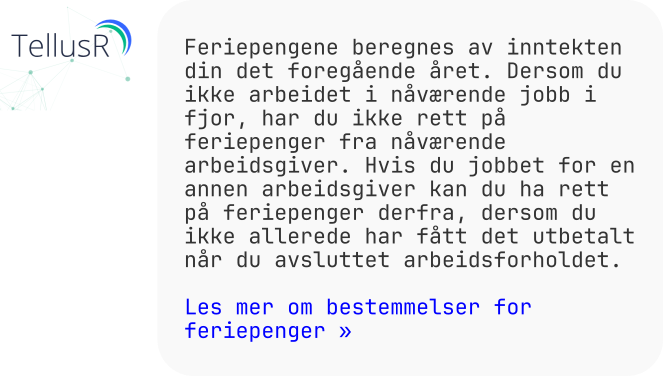 TellusR
Feriepengene beregnes av inntekten
din det foregående året. Dersom du
ikke arbeidet i nåværende jobb i
fjor, har du ikke rett på
feriepenger fra nåværende
arbeidsgiver. Hvis du jobbet for en
annen arbeidsgiver kan du ha rett
på feriepenger derfra, dersom du
ikke allerede har fått det utbetalt
når du avsluttet arbeidsforholdet.
Les mer om bestemmelser for
feriepenger »